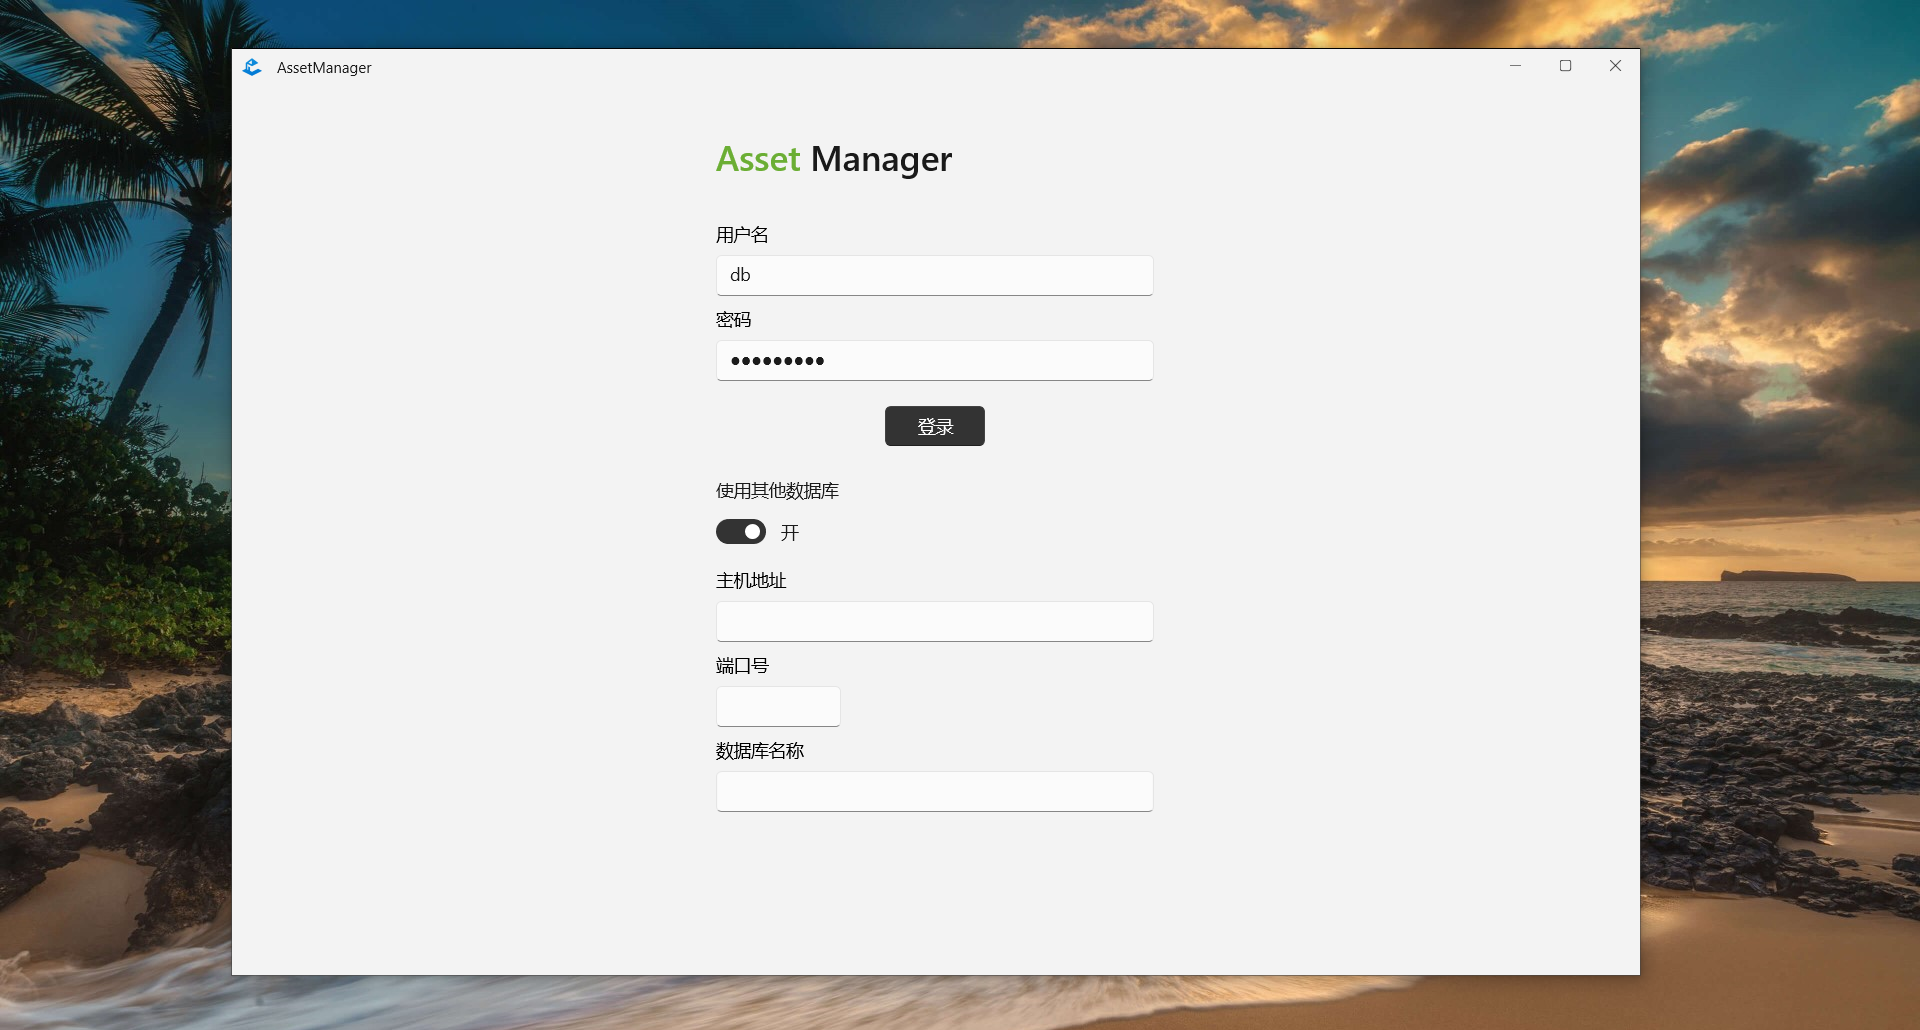 AssetManager
Asset Manager
用户名
db
密码
●●●●●●●●●
登录
使用其他数据库
开
主机地址
端口号
数据库名称